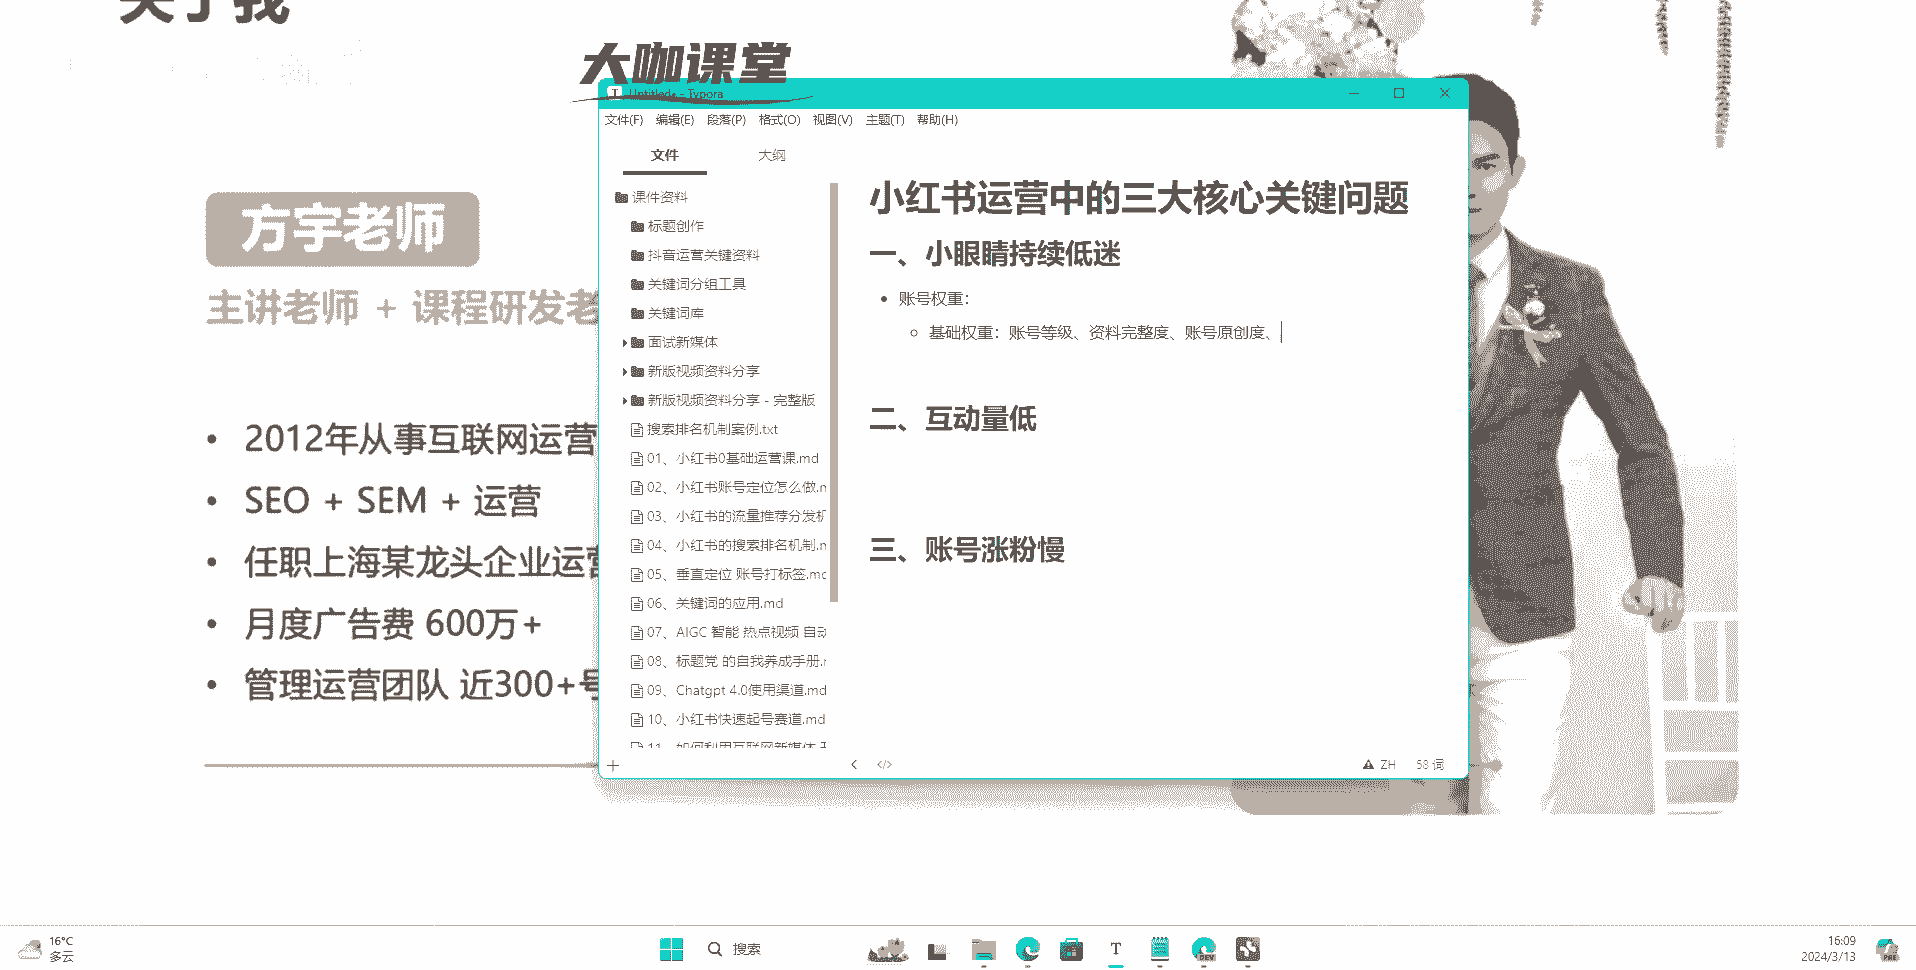 关于我
大咖课堂
Untitled• - Typora
文件(F) 编辑(E) 段落(P) 格式(O) 视图(V) 主题(T) 帮助(H)
文件 大纲
课件资料
标题创作
抖音运营关键资料
关键词分组工具
关键词库
面试新媒体
新版视频资料分享
新版视频资料分享 - 完整版
搜索排名机制案例.txt
01、小红书0基础运营课.md
02、小红书账号定位怎么做.m
03、小红书的流量推荐分发机
04、小红书的搜索排名机制.m
05、垂直定位 账号打标签.md
06、关键词的应用.md
07、AIGC 智能 热点视频 自动
08、标题党 的自我养成手册.m
09、Chatgpt 4.0使用渠道.md
10、小红书快速起号赛道.md
11、如何利用互联网新媒体
小红书运营中的三大核心关键问题
一、小眼睛持续低迷
账号权重：
基础权重：账号等级、资料完整度、账号原创度、
二、互动量低
三、账号涨粉慢
</> ZH 58 词
方宇老师
主讲老师 + 课程研发老
• 2012年从事互联网运营
• SEO + SEM + 运营
• 任职上海某龙头企业运营
• 月度广告费 600万+
• 管理运营团队 近300+号
16°C
多云
搜索
T
DEV
16:09
2024/3/13
PRE